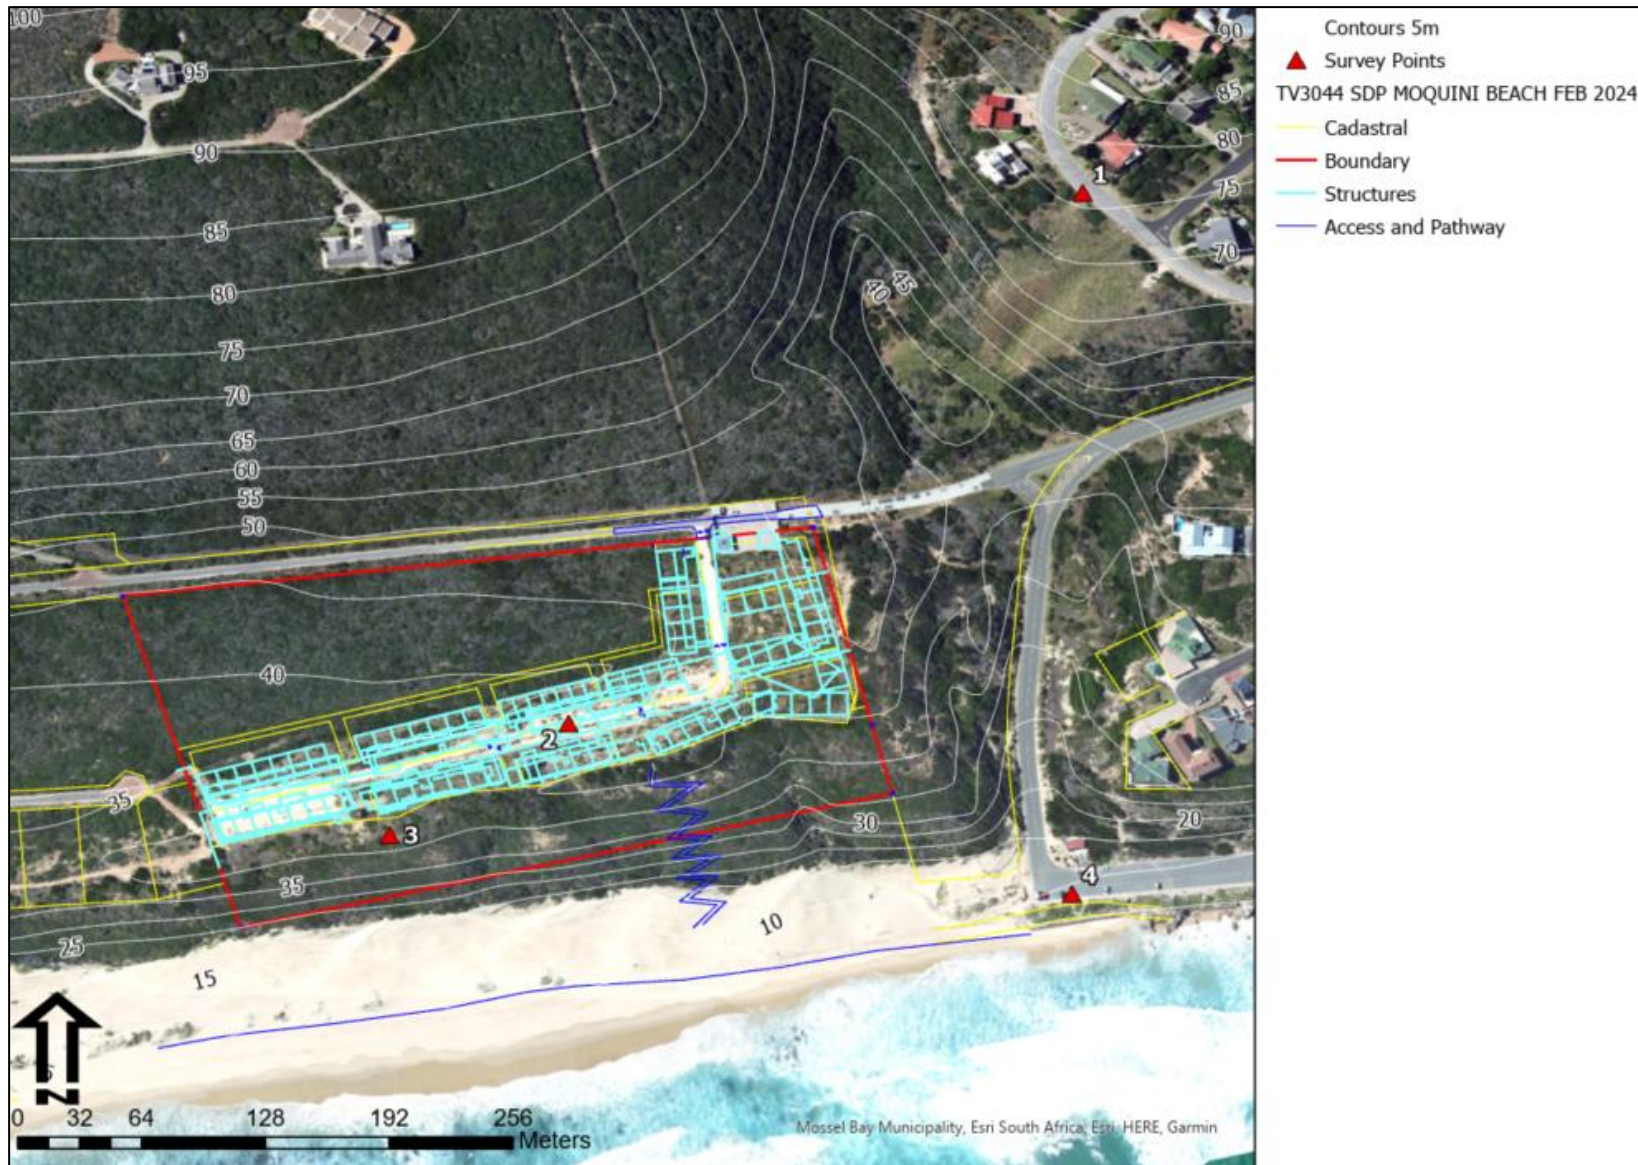 100
95
90
85
80
75
70
65
60
55
50
90
85
80
75
70
45
40
1
40
2
3
35
35
30
20
4
25
15
10
N
0 32 64 128 192 256
Meters
Mossel Bay Municipality, Esri South Africa, Esri, HERE, Garmin
Contours 5m
Survey Points
TV3044 SDP MOQUINI BEACH FEB 2024
Cadastral
Boundary
Structures
Access and Pathway